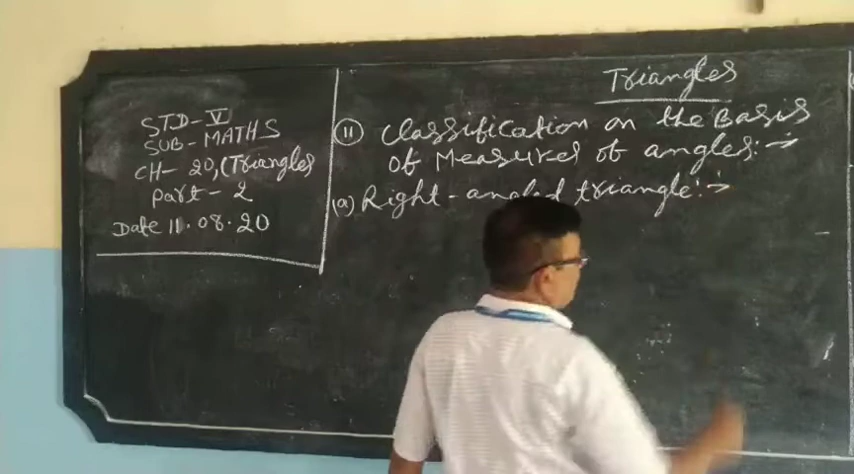 STD-V
SUB-MATHS
CH-20, (Triangles
Part-2
Date 11.08.20
Triangles
(II) Classification on the Basis
of Measures of angles:→
(a) Right-angled triangle:→